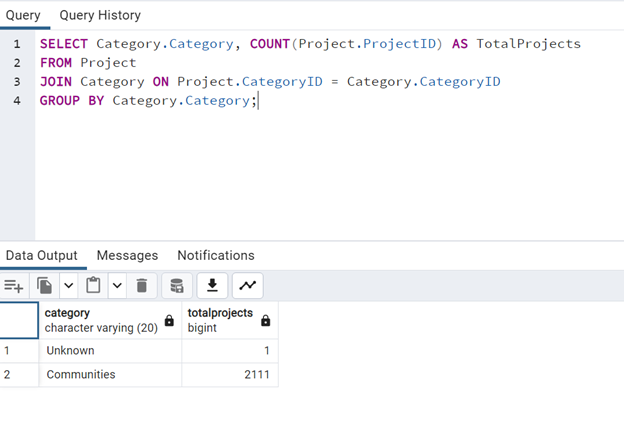 Query Query History
1 SELECT Category.Category, COUNT(Project.ProjectID) AS TotalProjects
2 FROM Project
3 JOIN Category ON Project.CategoryID = Category.CategoryID
4 GROUP BY Category.Category;
Data Output Messages Notifications
category totalprojects
character varying (20) bigint
1 Unknown 1
2 Communities 2111